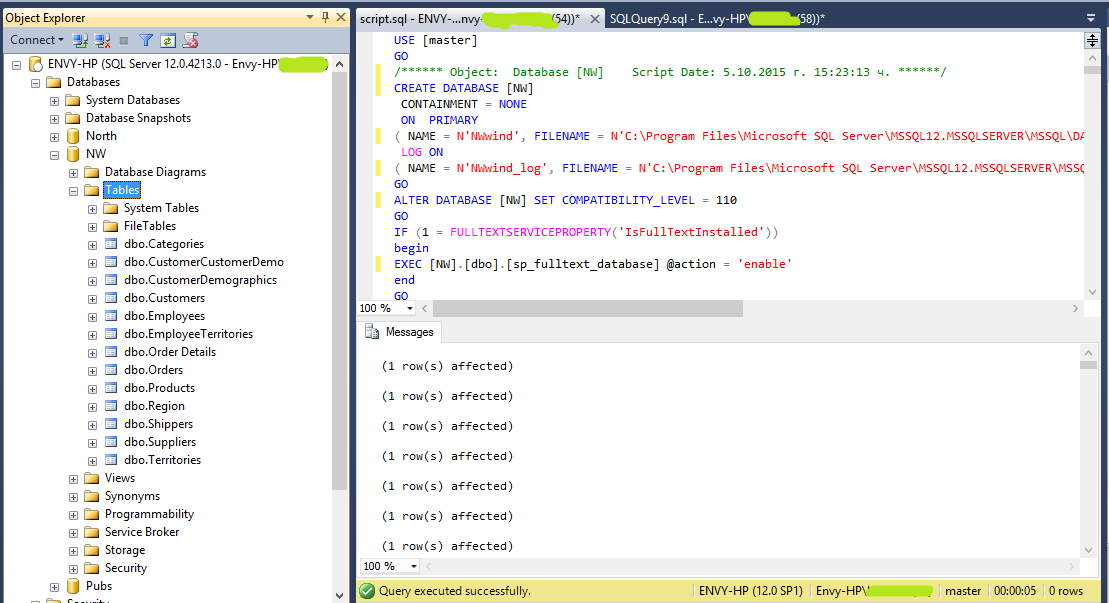 Object Explorer
Connect
ENVY-HP (SQL Server 12.0.4213.0 - Envy-HP\
Databases
System Databases
Database Snapshots
North
NW
Database Diagrams
Tables
System Tables
FileTables
dbo.Categories
dbo.CustomerCustomerDemo
dbo.CustomerDemographics
dbo.Customers
dbo.Employees
dbo.EmployeeTerritories
dbo.Order Details
dbo.Orders
dbo.Products
dbo.Region
dbo.Shippers
dbo.Suppliers
dbo.Territories
Views
Synonyms
Programmability
Service Broker
Storage
Security
Pubs
Security
script.sql - ENVY-...nvy- (54))*
SQLQuery9.sql - E...vy-HP\ (58))*
USE [master]
GO
/****** Object:  Database [NW]    Script Date: 5.10.2015 г. 15:23:13 ч. ******/
CREATE DATABASE [NW]
CONTAINMENT = NONE
ON  PRIMARY
( NAME = N'NWwind', FILENAME = N'C:\Program Files\Microsoft SQL Server\MSSQL12.MSSQLSERVER\MSSQL\DA
LOG ON
( NAME = N'NWwind_log', FILENAME = N'C:\Program Files\Microsoft SQL Server\MSSQL12.MSSQLSERVER\MSSQ
GO
ALTER DATABASE [NW] SET COMPATIBILITY_LEVEL = 110
GO
IF (1 = FULLTEXTSERVICEPROPERTY('IsFullTextInstalled'))
begin
EXEC [NW].[dbo].[sp_fulltext_database] @action = 'enable'
end
GO
100 %
Messages
(1 row(s) affected)
(1 row(s) affected)
(1 row(s) affected)
(1 row(s) affected)
(1 row(s) affected)
(1 row(s) affected)
(1 row(s) affected)
100 %
Query executed successfully.
ENVY-HP (12.0 SP1)
Envy-HP\
master
00:00:05
0 rows